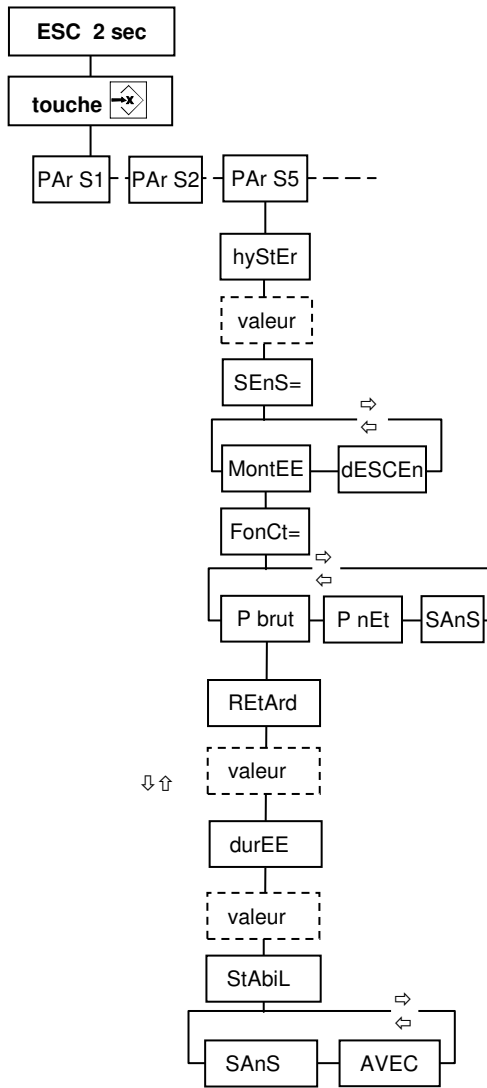 ESC 2 sec
touche
PAr S1 PAr S2 PAr S5
hyStEr
valeur
SEnS=
⇨
⇦
MontEE dESCEn
FonCt=
⇨
⇦
P brut P nEt SAnS
REtArd
valeur
⇩⇧
durEE
valeur
StAbiL
⇨
⇦
SAnS AVEC